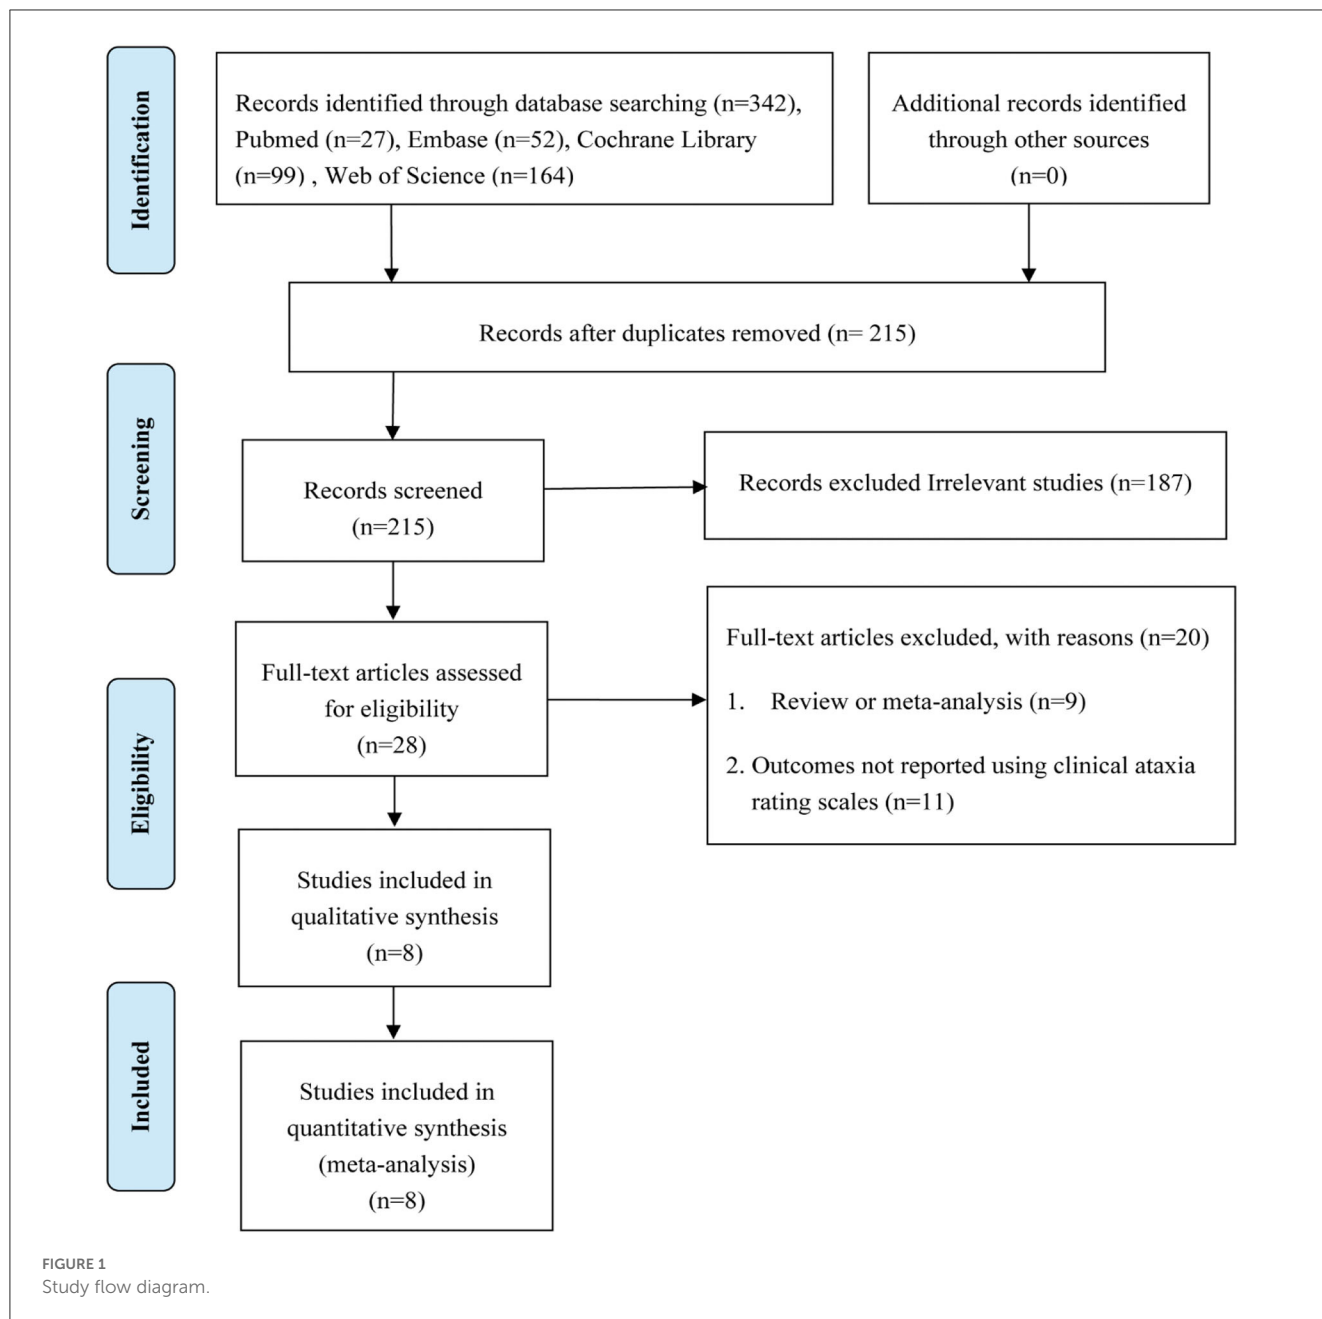 Identification
Records identified through database searching (n=342),
Pubmed (n=27), Embase (n=52), Cochrane Library
(n=99) , Web of Science (n=164)
Additional records identified
through other sources
(n=0)
Records after duplicates removed (n= 215)
Screening
Records screened
(n=215)
Records excluded Irrelevant studies (n=187)
Eligibility
Full-text articles assessed
for eligibility
(n=28)
Full-text articles excluded, with reasons (n=20)
1. Review or meta-analysis (n=9)
2. Outcomes not reported using clinical ataxia
rating scales (n=11)
Studies included in
qualitative synthesis
(n=8)
Included
Studies included in
quantitative synthesis
(meta-analysis)
(n=8)
FIGURE 1
Study flow diagram.